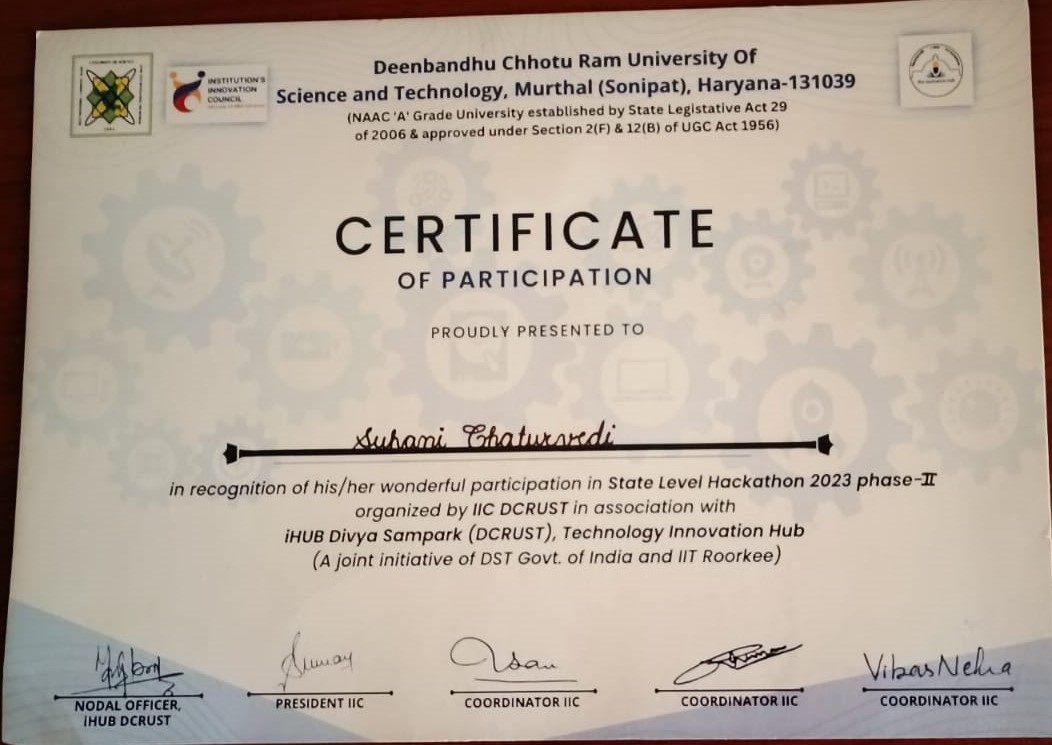 INSTITUTION'S
INNOVATION
COUNCIL
Deenbandhu Chhotu Ram University Of
Science and Technology, Murthal (Sonipat), Haryana-131039
(NAAC 'A' Grade University established by State Legislative Act 29
of 2006 & approved under Section 2(F) & 12(B) of UGC Act 1956)
CERTIFICATE
OF PARTICIPATION
PROUDLY PRESENTED TO
Suhani Chaturvedi
in recognition of his/her wonderful participation in State Level Hackathon 2023 phase-II
organized by IIC DCRUST in association with
iHUB Divya Sampark (DCRUST), Technology Innovation Hub
(A joint initiative of DST Govt. of India and IIT Roorkee)
Vikas Nehra
NODAL OFFICER,
iHUB DCRUST
PRESIDENT IIC
COORDINATOR IIC
COORDINATOR IIC
COORDINATOR IIC